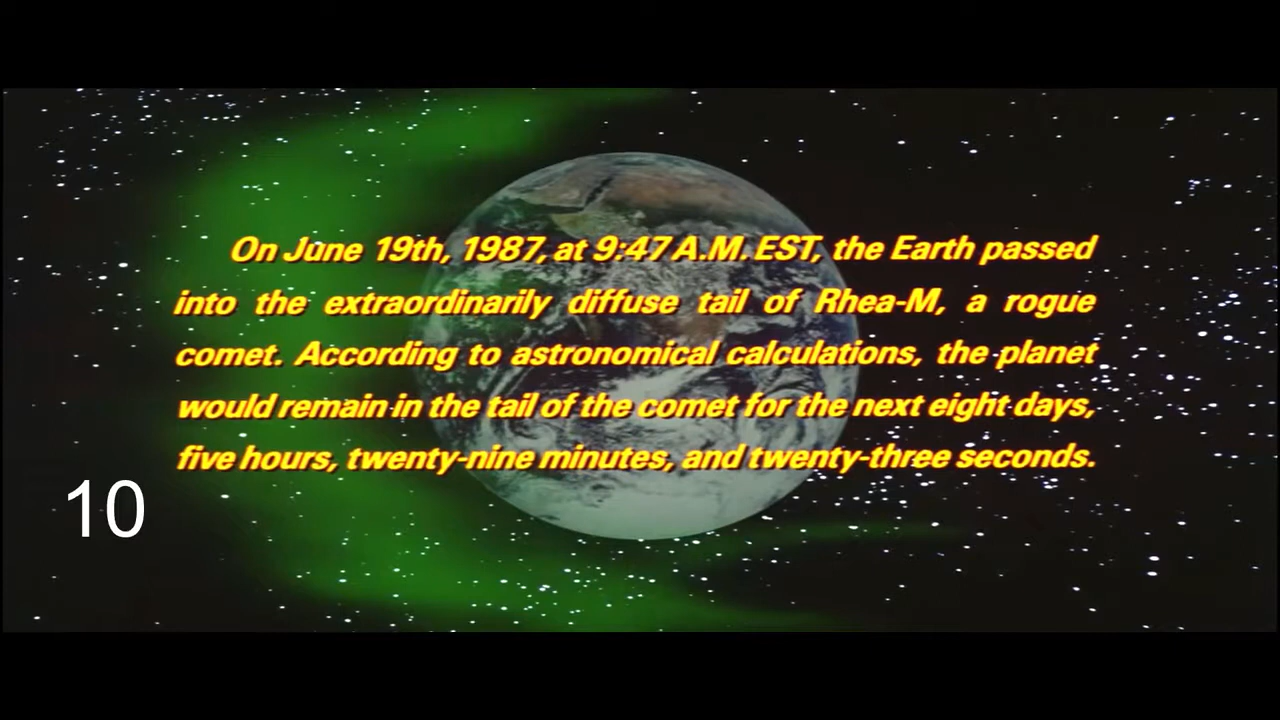 On June 19th, 1987, at 9:47 A.M. EST, the Earth passed
into the extraordinarily diffuse tail of Rhea-M, a rogue
comet. According to astronomical calculations, the planet
would remain in the tail of the comet for the next eight days,
five hours, twenty-nine minutes, and twenty-three seconds.
10